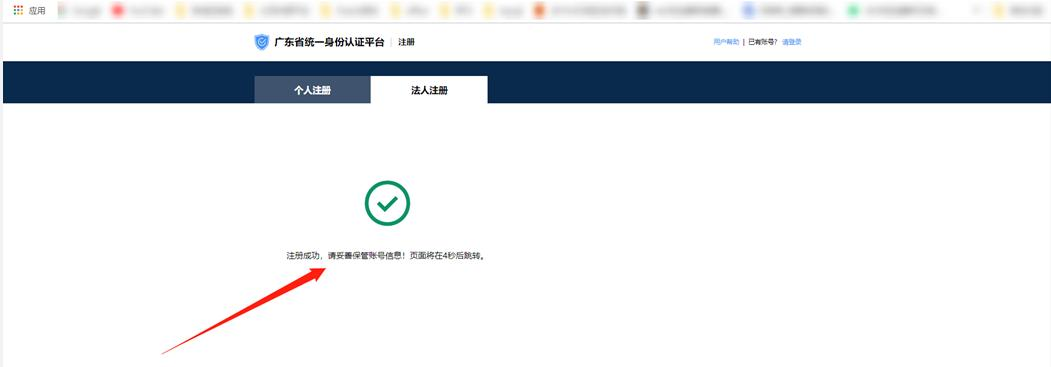 应用
广东省统一身份认证平台 | 注册
用户帮助 | 已有账号? 请登录
个人注册
法人注册
注册成功，请妥善保管账号信息！页面将在4秒后跳转。